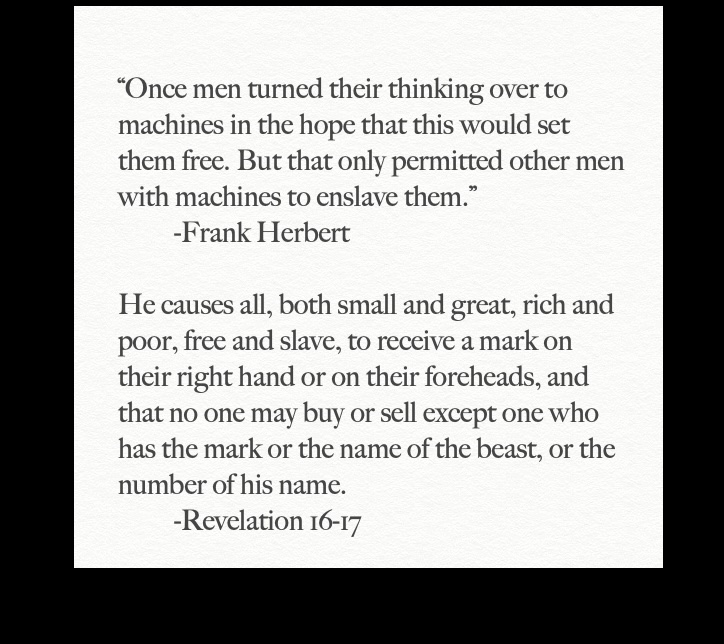 “Once men turned their thinking over to
machines in the hope that this would set
them free. But that only permitted other men
with machines to enslave them.”
-Frank Herbert
He causes all, both small and great, rich and
poor, free and slave, to receive a mark on
their right hand or on their foreheads, and
that no one may buy or sell except one who
has the mark or the name of the beast, or the
number of his name.
-Revelation 16-17